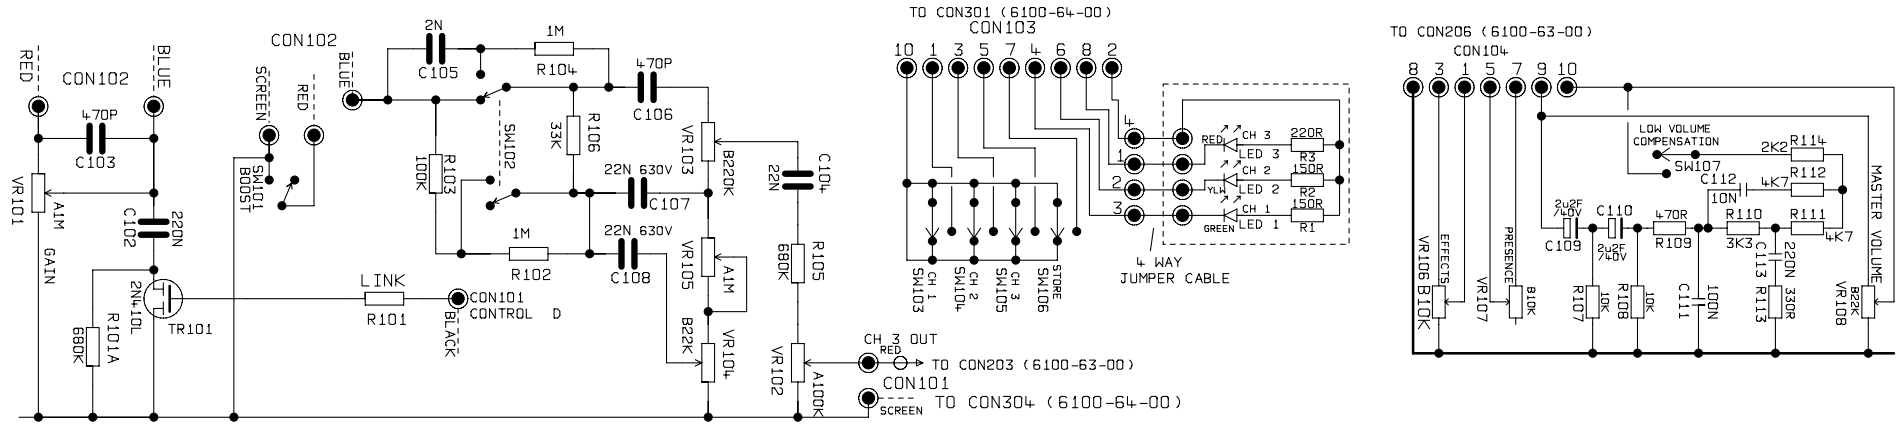 RED
CON102
BLUE
470P
C103
VR101
A1M
GAIN
C102
220N
2N410L
TR101
R101A
680K
CON102
SCREEN
RED
SW101
BOOST
BLUE
2N
C105
1M
R104
470P
C106
R103
100K
SW102
R106
33K
VR103
B220K
22N 630V
C107
1M
R102
22N 630V
C108
VR105
A1M
B22K
VR104
C104
22N
R105
680K
VR102
A100K
LINK
R101
CON101
CONTROL D
BLACK
CH 3 OUT
RED
TO CON203 (6100-63-00)
CON101
SCREEN
TO CON304 (6100-64-00)
TO CON301 (6100-64-00)
CON103
10 1 3 5 7 4 6 8 2
4
1
2
3
RED
CH 3
LED 3
220R
R3
YLW
CH 2
LED 2
150R
R2
GREEN
CH 1
LED 1
150R
R1
4 WAY
JUMPER CABLE
SW103
CH 1
SW104
CH 2
SW105
CH 3
SW106
STORE
TO CON206 (6100-63-00)
CON104
8 3 1 5 7 9 10
LOW VOLUME
COMPENSATION
SW107
2K2
R114
C112
10N
4K7
R112
2u2F
/40V
C109
C110
2u2F
/40V
470R
R109
R110
3K3
R111
4K7
VR106
EFFECTS
B10K
VR107
PRESENCE
B10K
R107
10K
R108
10K
C111
100N
C113
220N
R113
330R
MASTER VOLUME
VR108
B22K